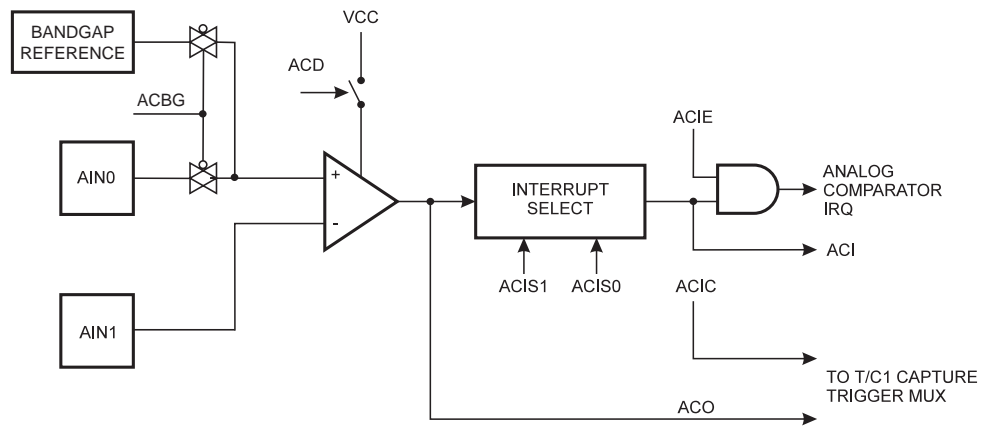 BANDGAP
REFERENCE
VCC
ACD
ACBG
ACIE
AIN0
+
-
INTERRUPT
SELECT
ANALOG
COMPARATOR
IRQ
ACI
ACIS1
ACIS0
ACIC
AIN1
TO T/C1 CAPTURE
TRIGGER MUX
ACO